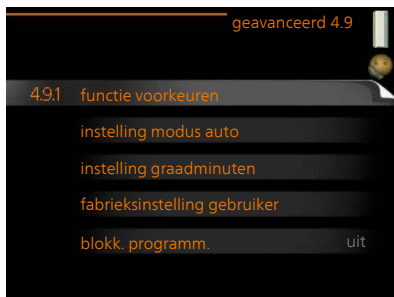 geavanceerd 4.9
4.9.1 functie voorkeuren
instelling modus auto
instelling graadminuten
fabrieksinstelling gebruiker
blokk. programm. uit